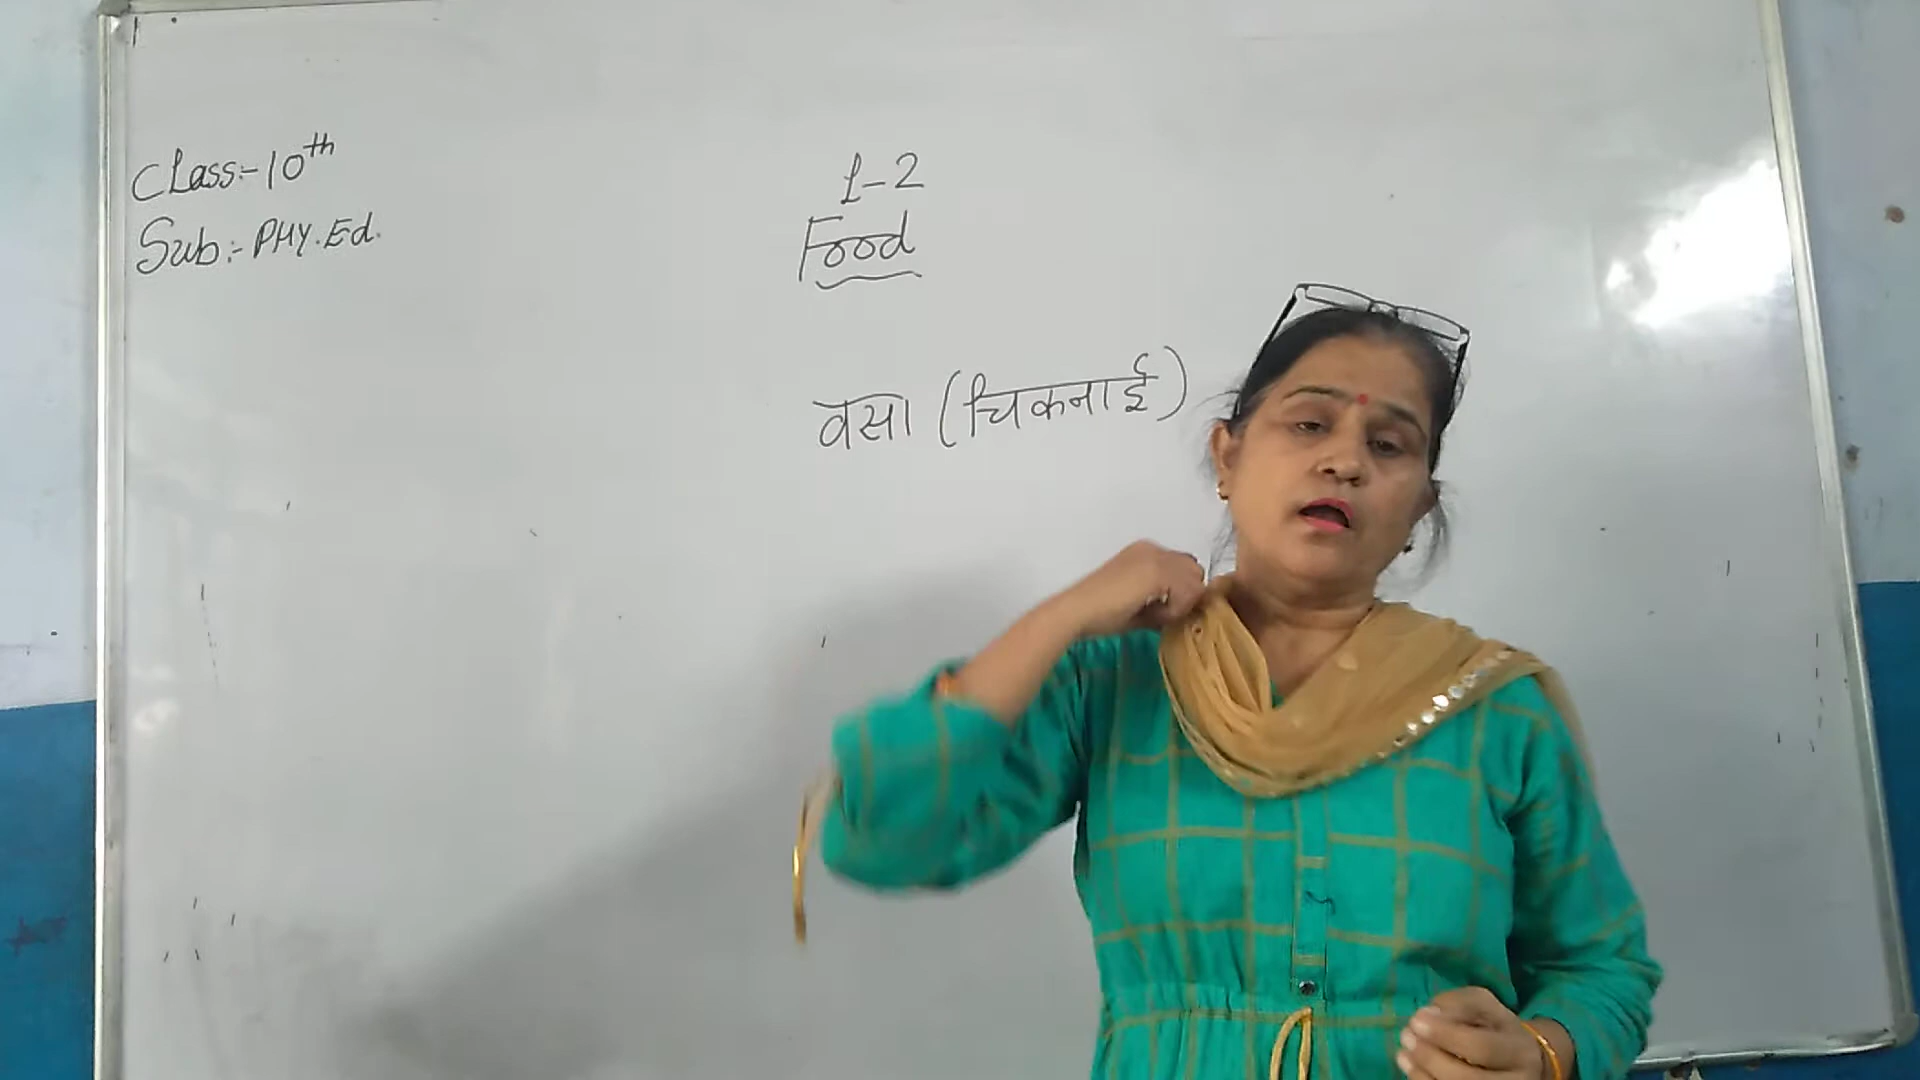 Class:- 10th
Sub:- PHY. Ed.
L-2
Food
वसा (चिकनाई)